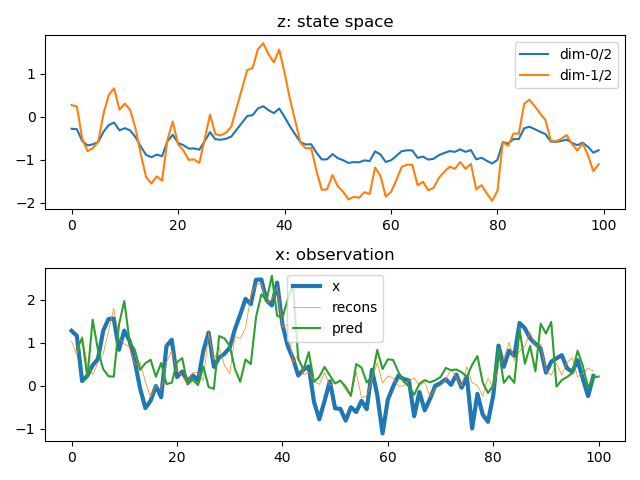 z: state space
dim-0/2
dim-1/2
1
0
−1
−2
0 20 40 60 80 100
x: observation
x
recons
pred
2
1
0
−1
0 20 40 60 80 100